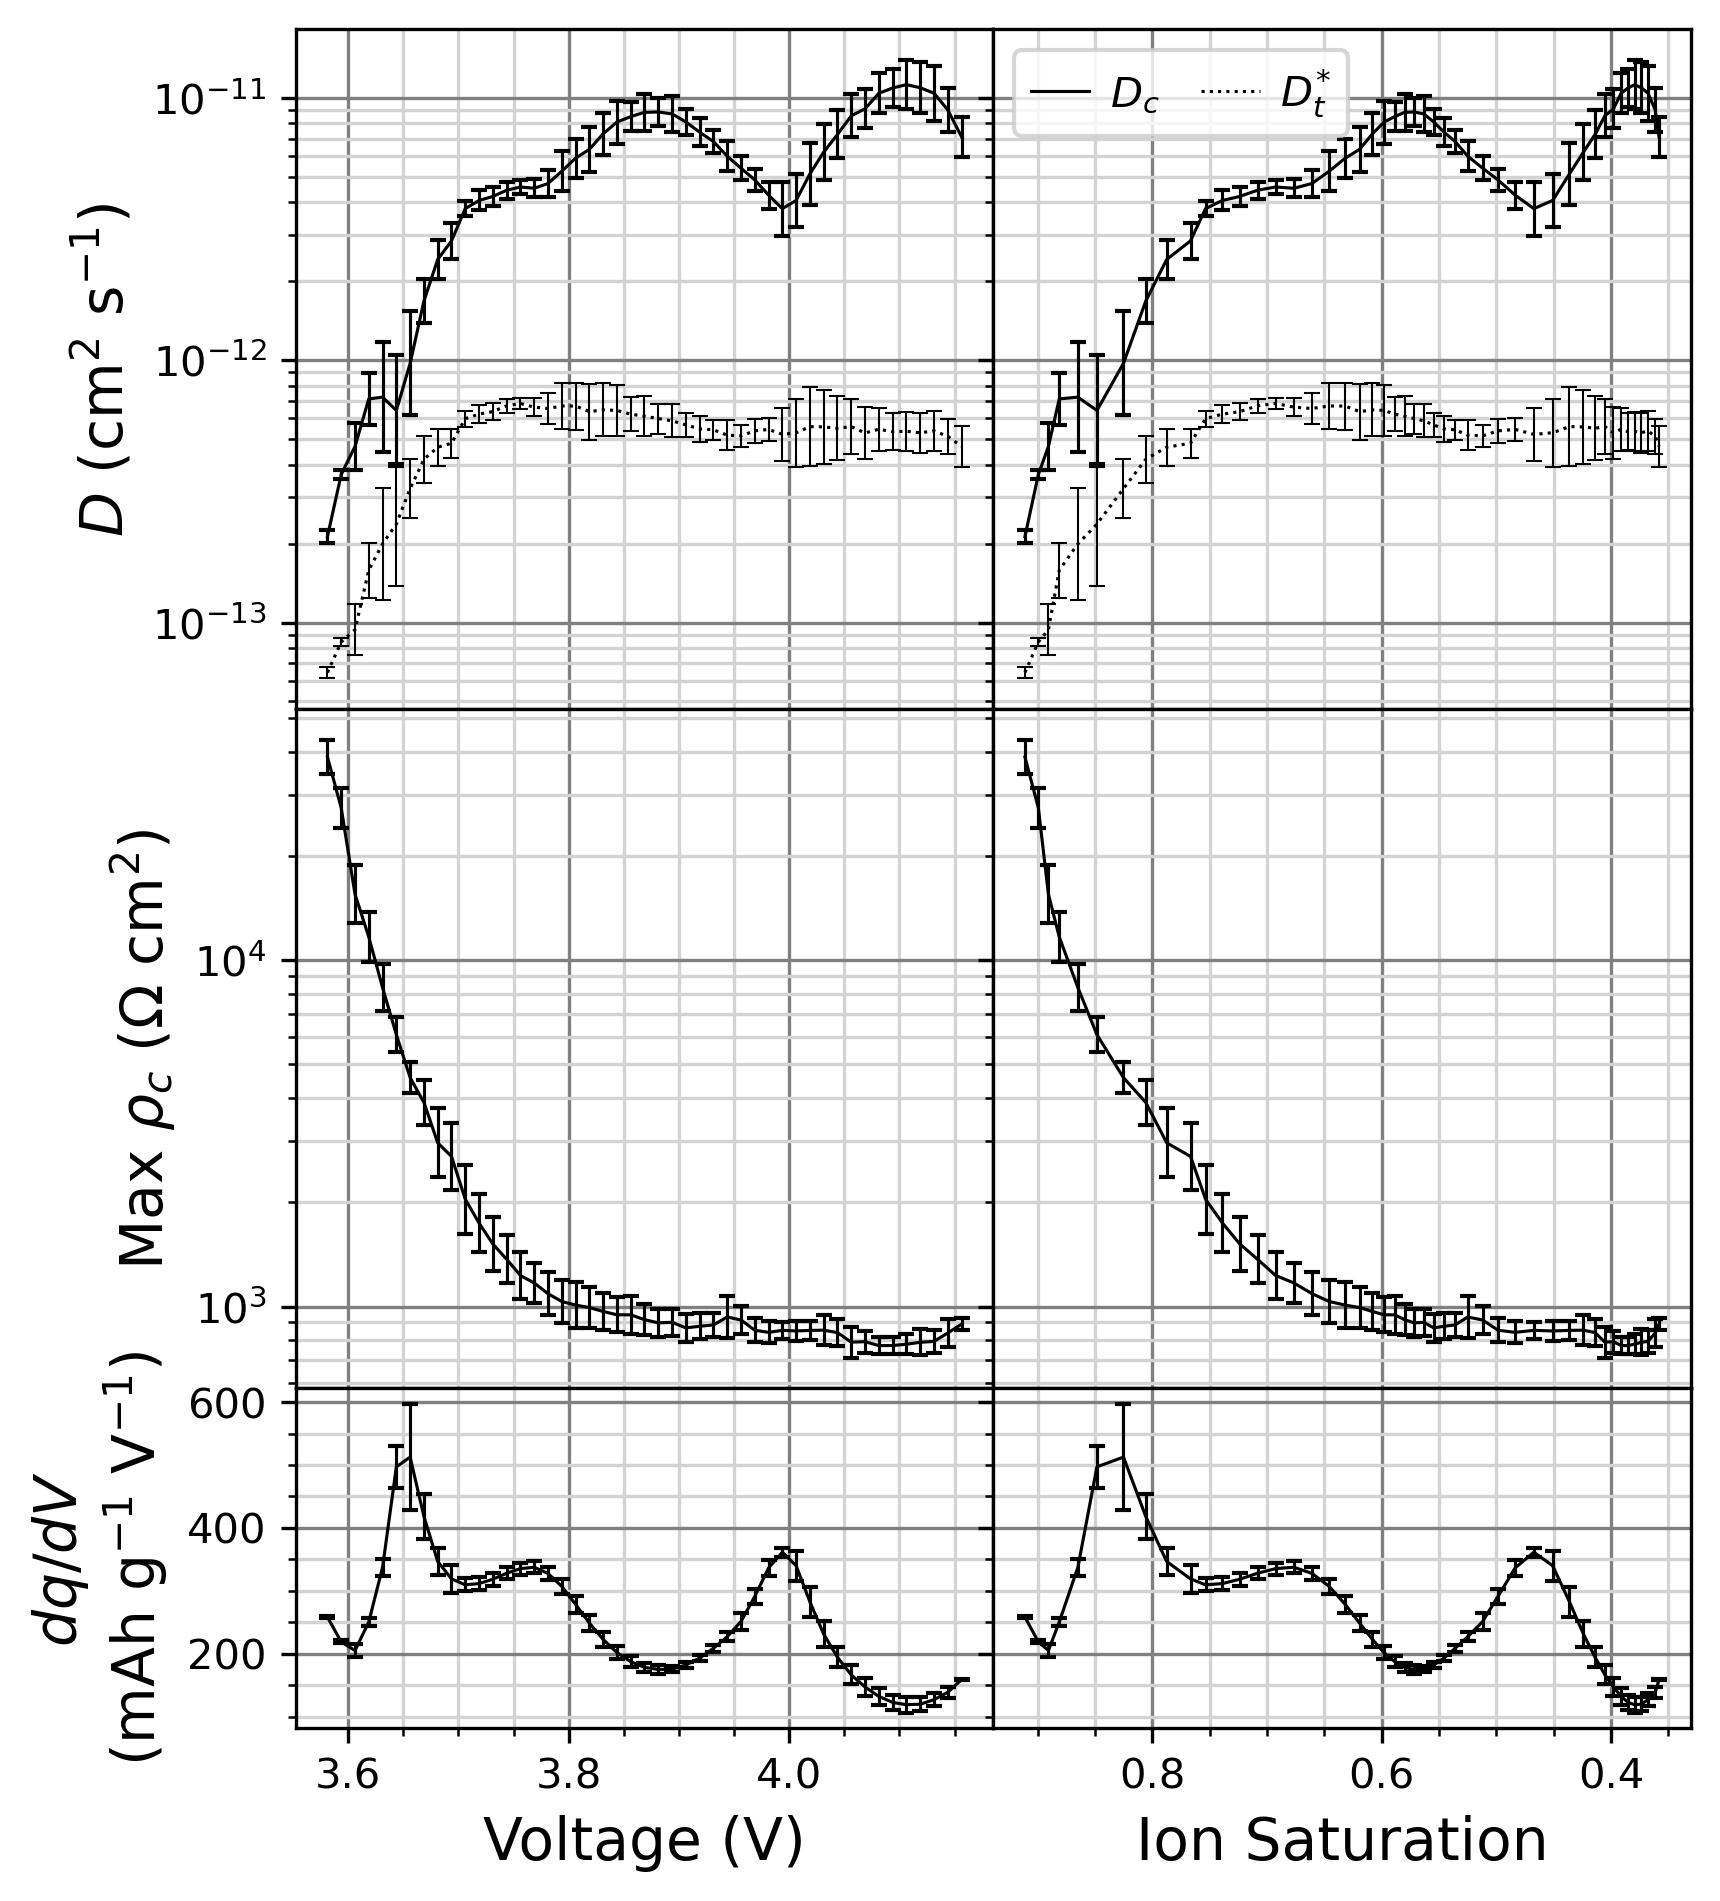 D (cm² s⁻¹)
10⁻¹¹
10⁻¹²
10⁻¹³
D_c D_t^*
Max ρ_c (Ω cm²)
10⁴
10³
dq/dV
(mAh g⁻¹ V⁻¹)
600
400
200
3.6 3.8 4.0 0.8 0.6 0.4
Voltage (V) Ion Saturation